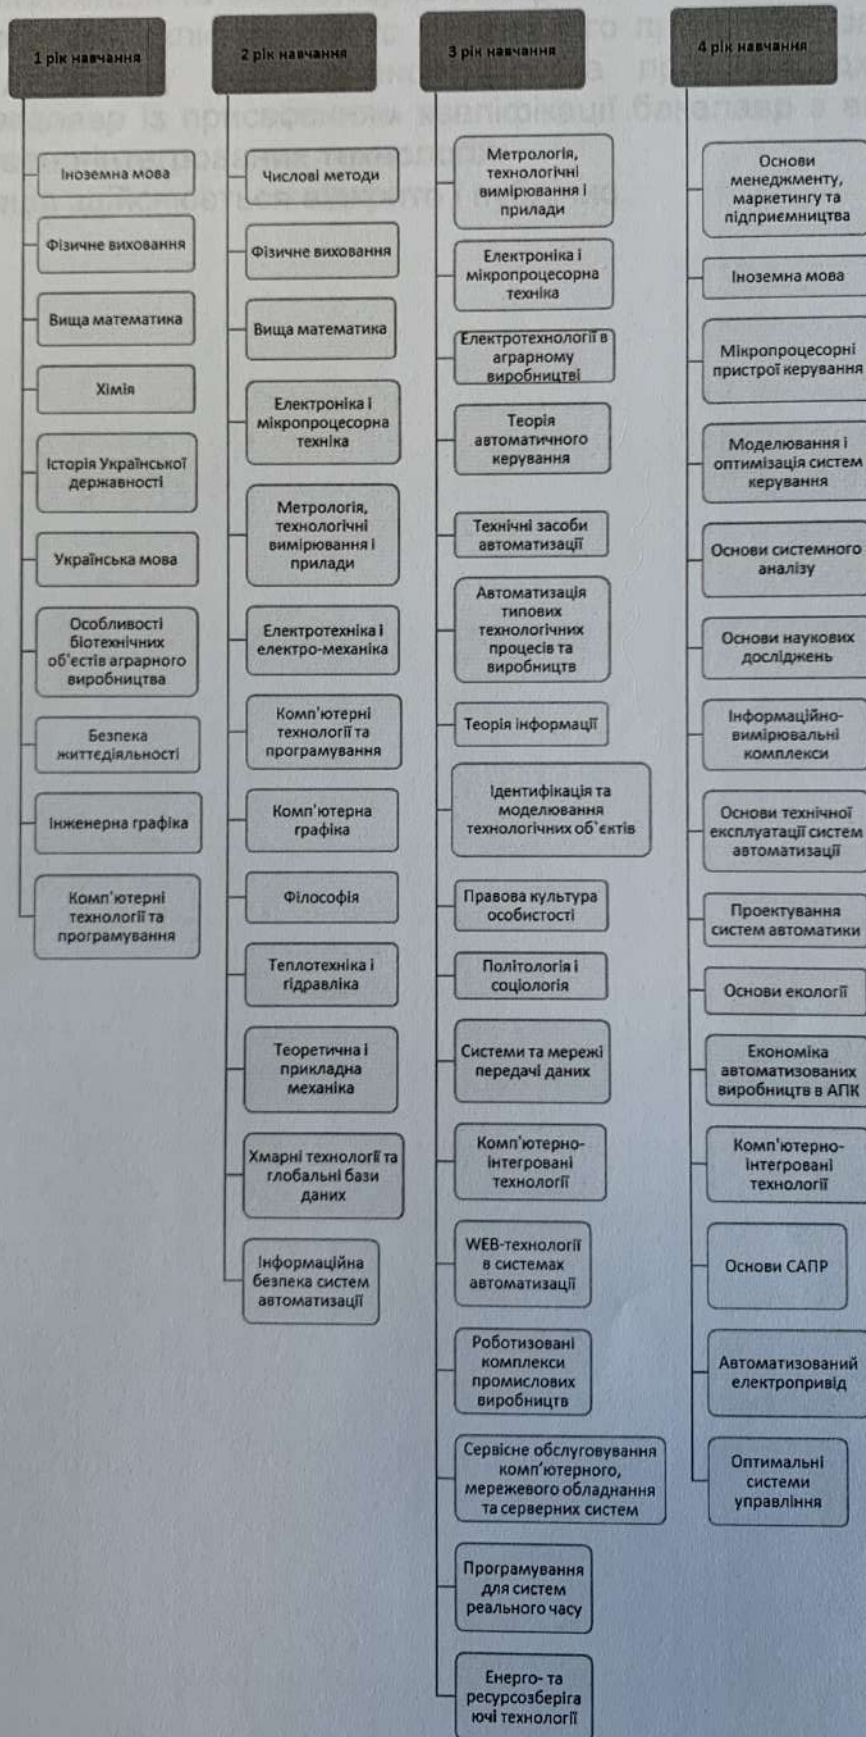 1 рік навчання
Іноземна мова
Фізичне виховання
Вища математика
Хімія
Історія Української
державності
Українська мова
Особливості
біотехнічних
об'єстів аграрного
виробництва
Безпека
життєдіяльності
Інженерна графіка
Комп'ютерні
технології та
програмування
2 рік навчання
Числові методи
Фізичне виховання
Вища математика
Електроніка і
мікропроцесорна
техніка
Метрологія,
технологічні
вимірювання і
прилади
Електротехніка і
електро-механіка
Комп'ютерні
технології та
програмування
Комп'ютерна
графіка
Філософія
Теплотехніка і
гідравліка
Теоретична і
прикладна
механіка
Хмарні технології та
глобальні бази
даних
Інформаційна
безпека систем
автоматизації
3 рік навчання
Метрологія,
технологічні
вимірювання і
прилади
Електроніка і
мікропроцесорна
техніка
Електротехнології в
аграрному
виробництві
Теорія
автоматичного
керування
Технічні засоби
автоматизації
Автоматизація
типових
технологічних
процесів та
виробництв
Теорія інформації
Ідентифікація та
моделювання
технологічних об'єктів
Правова культура
особистості
Політологія і
соціологія
Системи та мережі
передачі даних
Комп'ютерно-
інтегровані
технології
WEB-технології
в системах
автоматизації
Роботизовані
комплекси
промислових
виробництв
Сервісне обслуговування
комп'ютерного,
мережевого обладнання
та серверних систем
Програмування
для систем
реального часу
Енерго- та
ресурсозберіга
ючі технології
4 рік навчання
Основи
менеджменту,
маркетингу та
підприємництва
Іноземна мова
Мікропроцесорні
пристрої керування
Моделювання і
оптимізація систем
керування
Основи системного
аналізу
Основи наукових
досліджень
Інформаційно-
вимірювальні
комплекси
Основи технічної
експлуатації систем
автоматизації
Проектування
систем автоматики
Основи екології
Економіка
автоматизованих
виробництв в АПК
Комп'ютерно-
інтегровані
технології
Основи САПР
Автоматизований
електропривід
Оптимальні
системи
управління